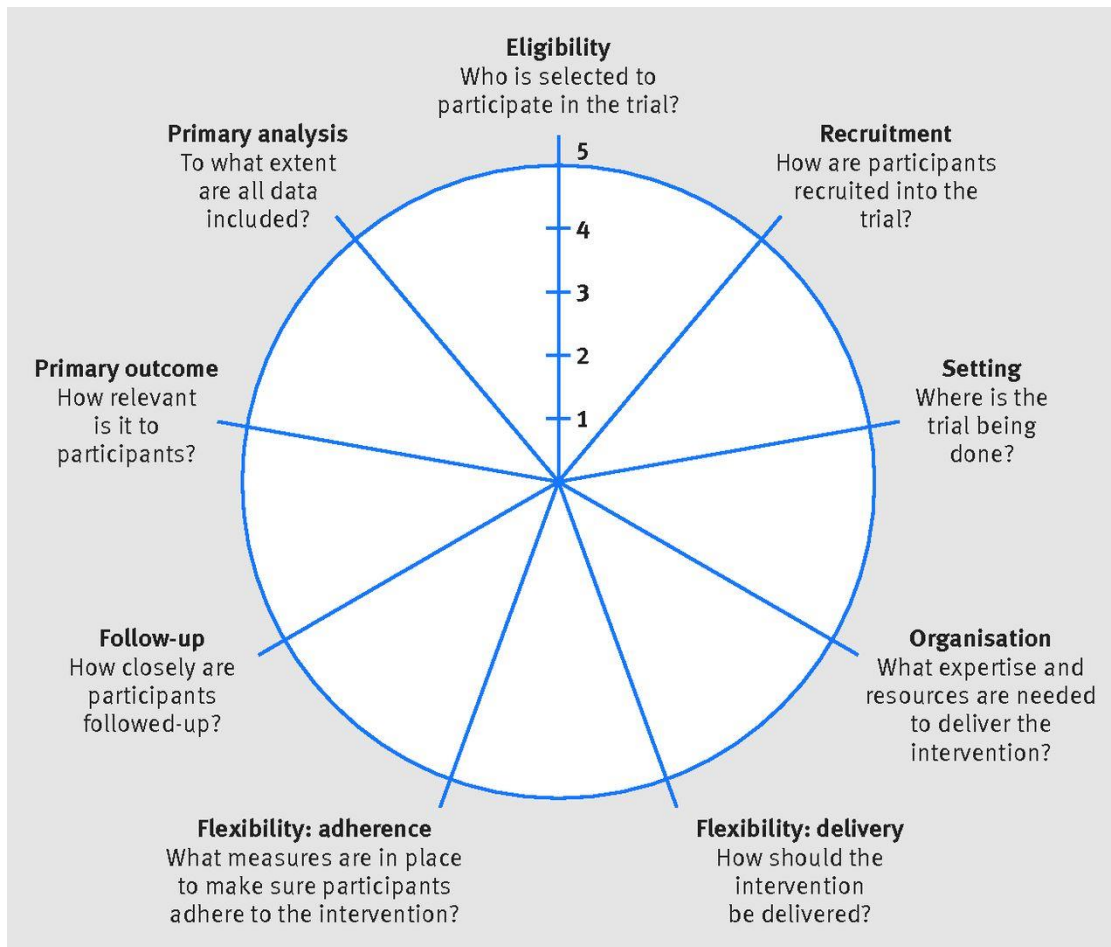 Eligibility
Who is selected to
participate in the trial?
Primary analysis
To what extent
are all data
included?
Recruitment
How are participants
recruited into the
trial?
5
4
3
2
1
Primary outcome
How relevant
is it to
participants?
Setting
Where is the
trial being
done?
Follow-up
How closely are
participants
followed-up?
Organisation
What expertise and
resources are needed
to deliver the
intervention?
Flexibility: adherence
What measures are in place
to make sure participants
adhere to the intervention?
Flexibility: delivery
How should the
intervention
be delivered?